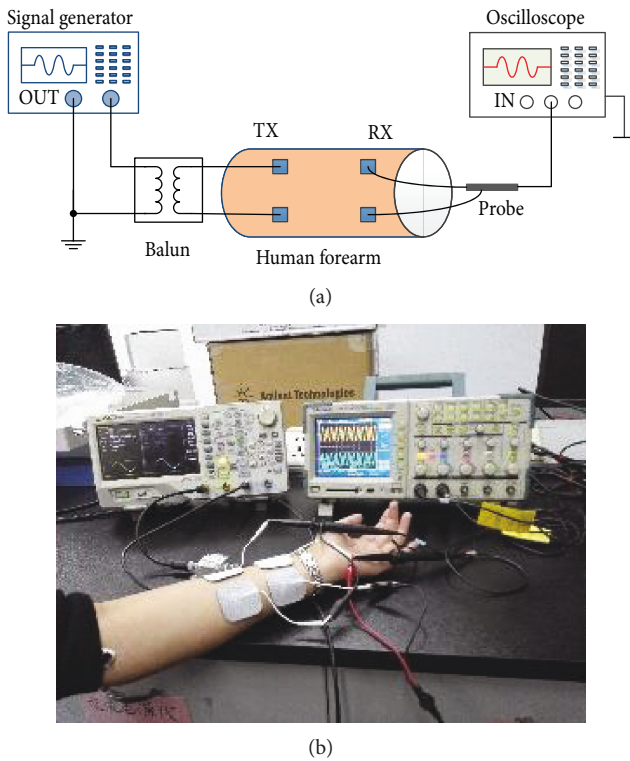 Signal generator
Oscilloscope
OUT
IN
TX
RX
Probe
Balun
Human forearm
(a)
Agilent Technologies
(b)